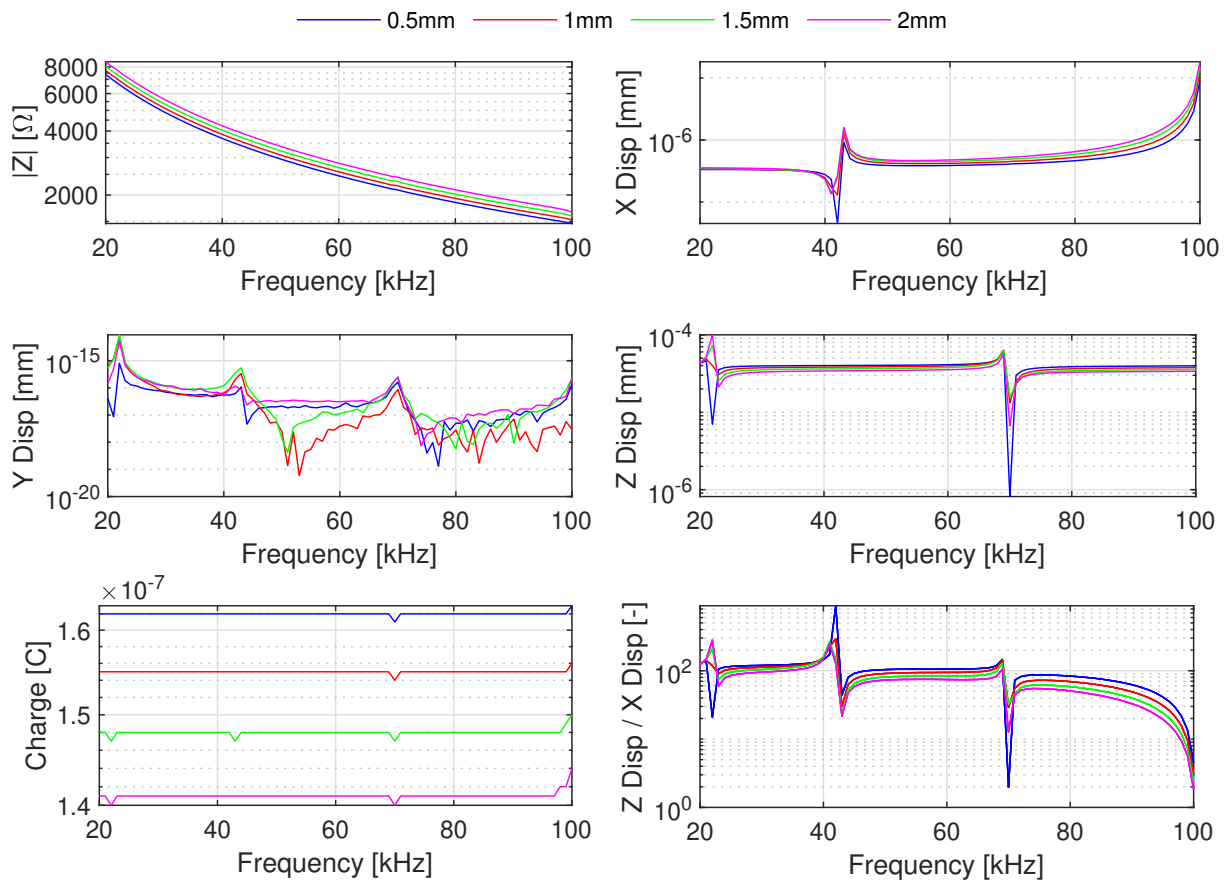 0.5mm 1mm 1.5mm 2mm
|Z| [Ω]
8000
6000
4000
2000
20 40 60 80 100
Frequency [kHz]
X Disp [mm]
10^-6
20 40 60 80 100
Frequency [kHz]
Y Disp [mm]
10^-15
10^-20
20 40 60 80 100
Frequency [kHz]
Z Disp [mm]
10^-4
10^-6
20 40 60 80 100
Frequency [kHz]
× 10^-7
Charge [C]
1.6
1.5
1.4
20 40 60 80 100
Frequency [kHz]
Z Disp / X Disp [-]
10^2
10^0
20 40 60 80 100
Frequency [kHz]